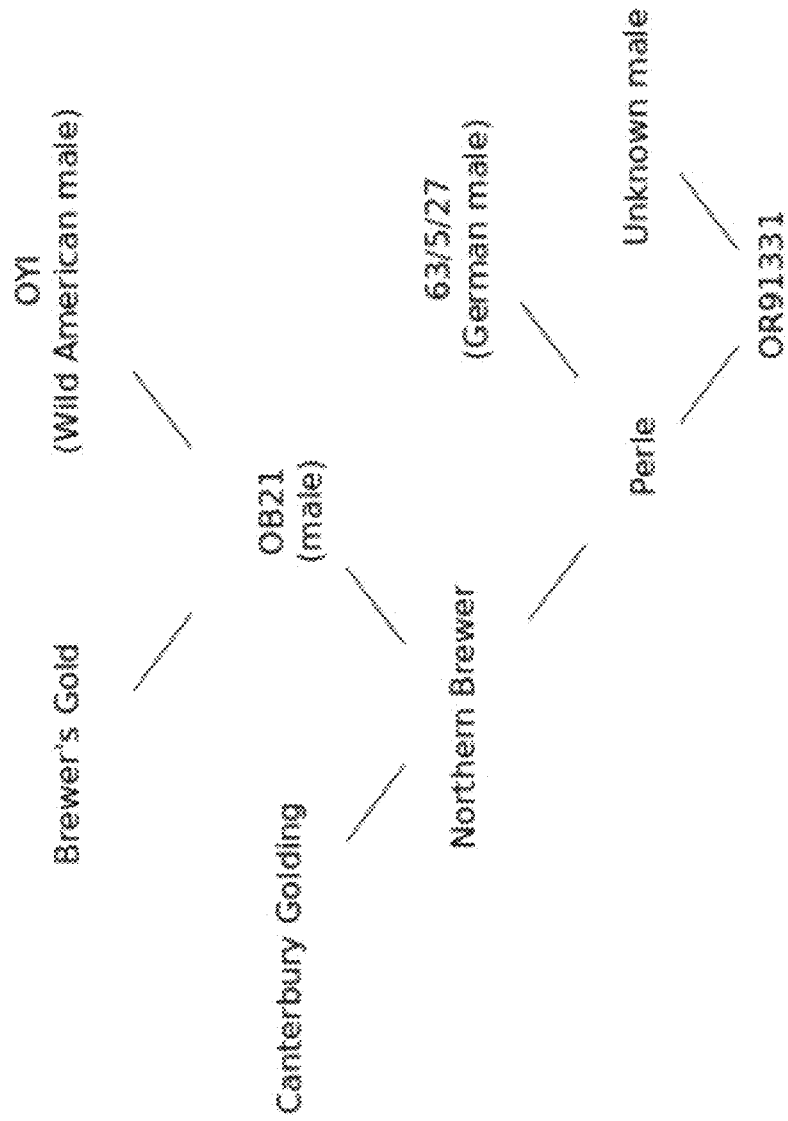 OYI
Brewer's Gold
(Wild American male)
OB21
Canterbury Golding
(male)
63/5/27
Northern Brewer
(German male)
Perle
Unknown male
OR91331